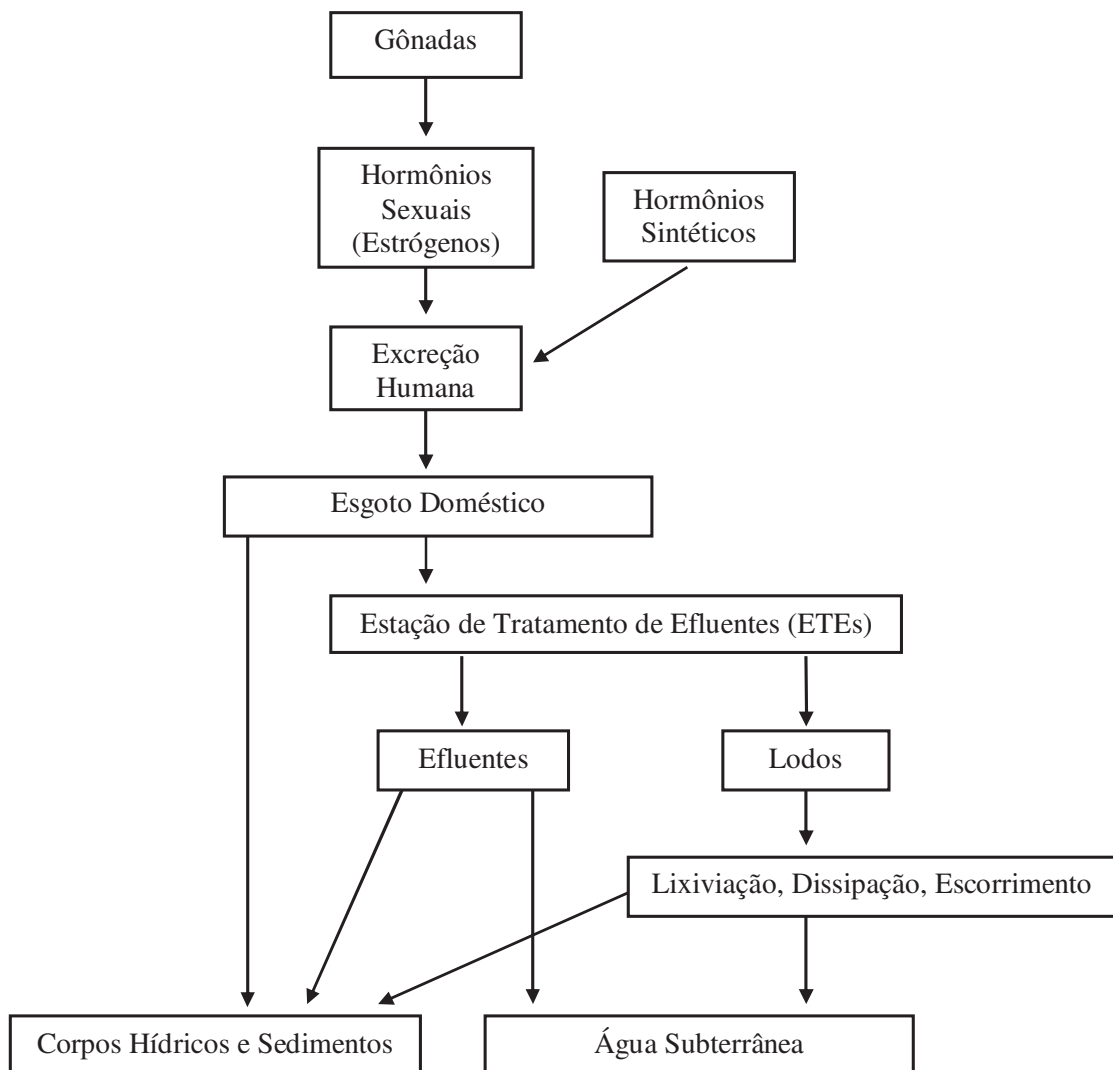 Gônadas
Hormônios
Sexuais
(Estrógenos)
Hormônios
Sintéticos
Excreção
Humana
Esgoto Doméstico
Estação de Tratamento de Efluentes (ETEs)
Efluentes
Lodos
Lixiviação, Dissipação, Escorrimento
Corpos Hídricos e Sedimentos
Água Subterrânea